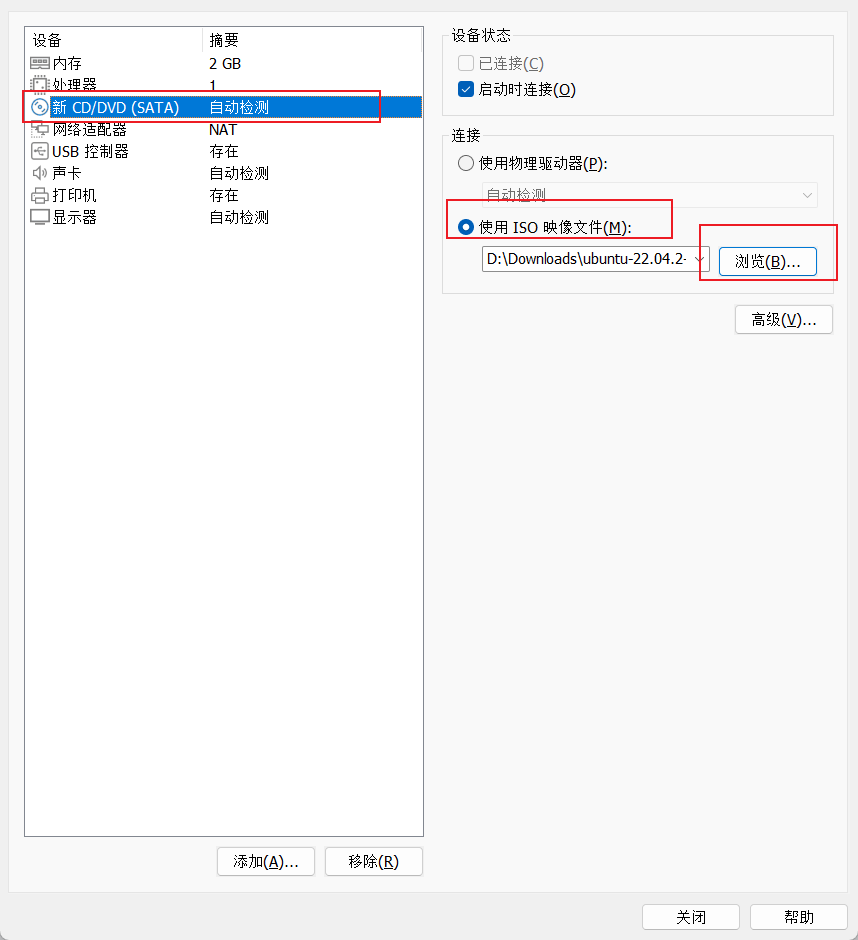 设备 摘要
内存 2 GB
处理器 1
新 CD/DVD (SATA) 自动检测
网络适配器 NAT
USB 控制器 存在
声卡 自动检测
打印机 存在
显示器 自动检测
添加(A)... 移除(R)
设备状态
已连接(C)
启动时连接(O)
连接
使用物理驱动器(P):
自动检测
使用 ISO 映像文件(M):
D:\Downloads\ubuntu-22.04.2- 浏览(B)...
高级(V)...
关闭 帮助